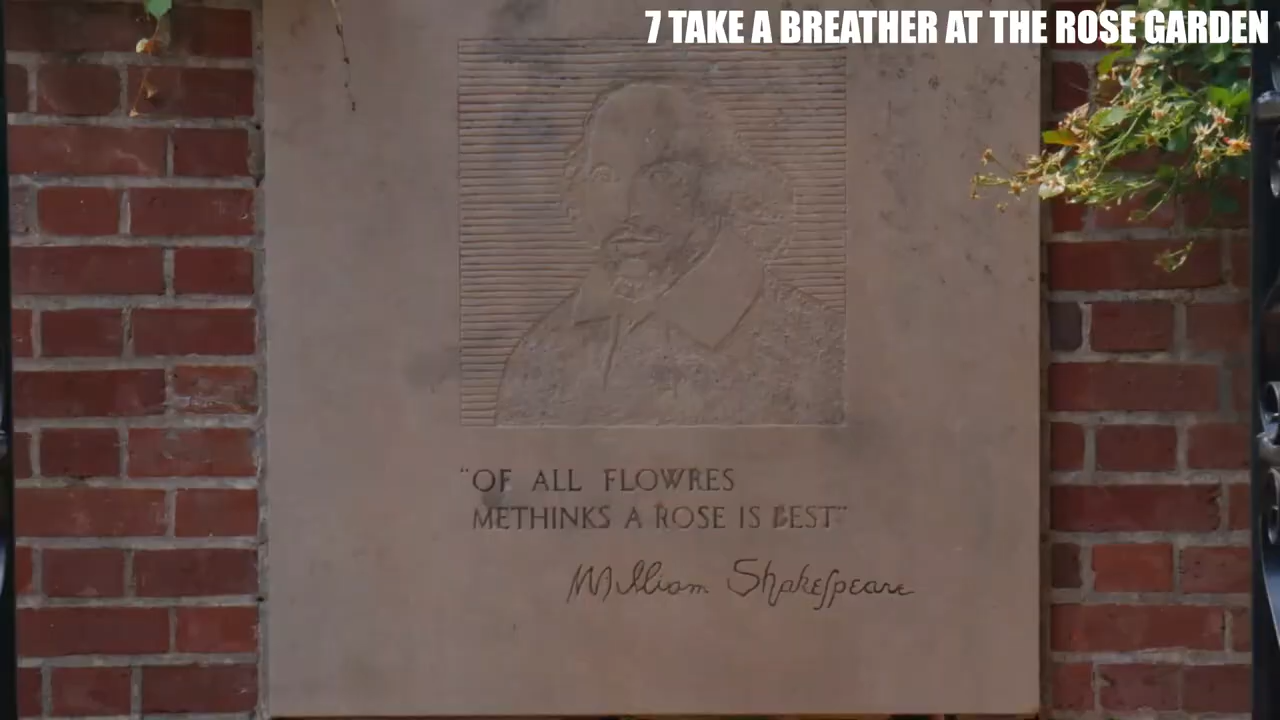 7 TAKE A BREATHER AT THE ROSE GARDEN
"OF ALL FLOWRES
METHINKS A ROSE IS BEST"
William Shakespeare